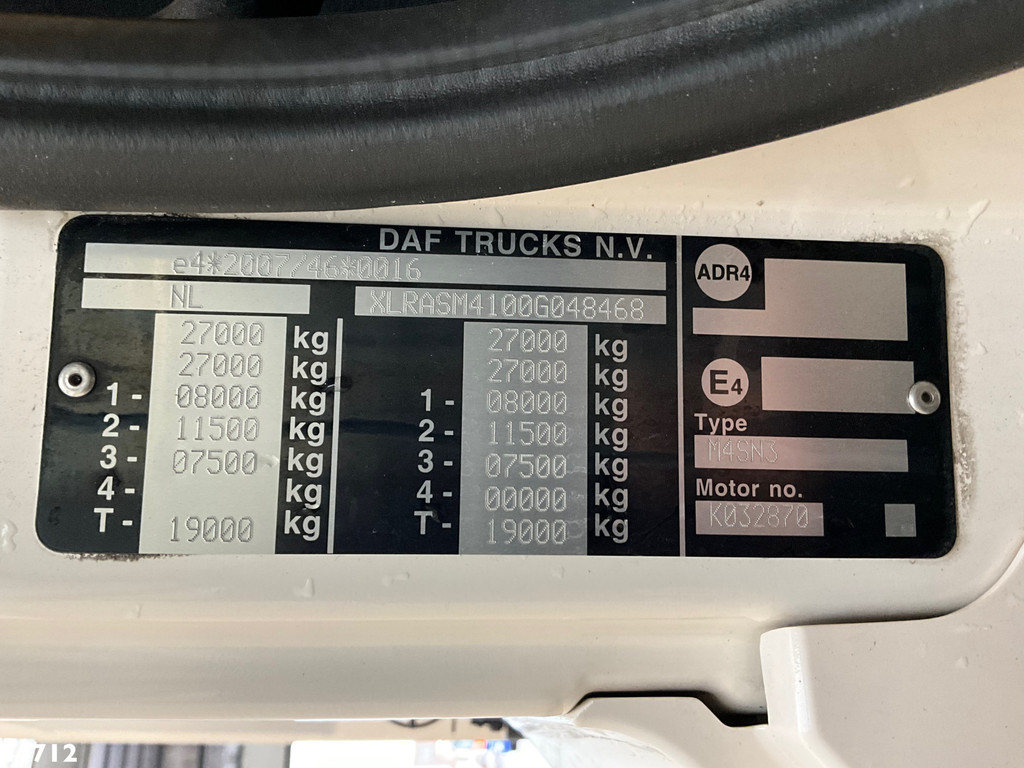 DAF TRUCKS N.V.
e4*2007/46*0016
NL XLRASM4100G048468
27000 kg 27000 kg
27000 kg 27000 kg
1- 08000 kg 1- 08000 kg
2- 11500 kg 2- 11500 kg
3- 07500 kg 3- 07500 kg
4- kg 4- 00000 kg
T- 19000 kg T- 19000 kg
ADR4
E4
Type
M4SN3
Motor no.
K032870
712